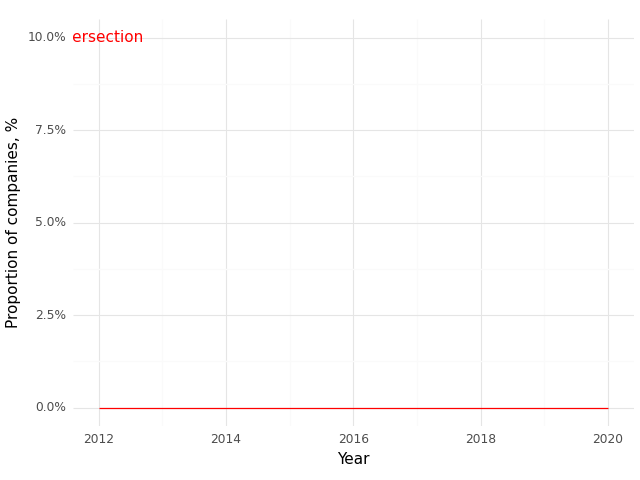 10.0%
ersection
7.5%
5.0%
2.5%
0.0%
2012 2014 2016 2018 2020
Year
Proportion of companies, %